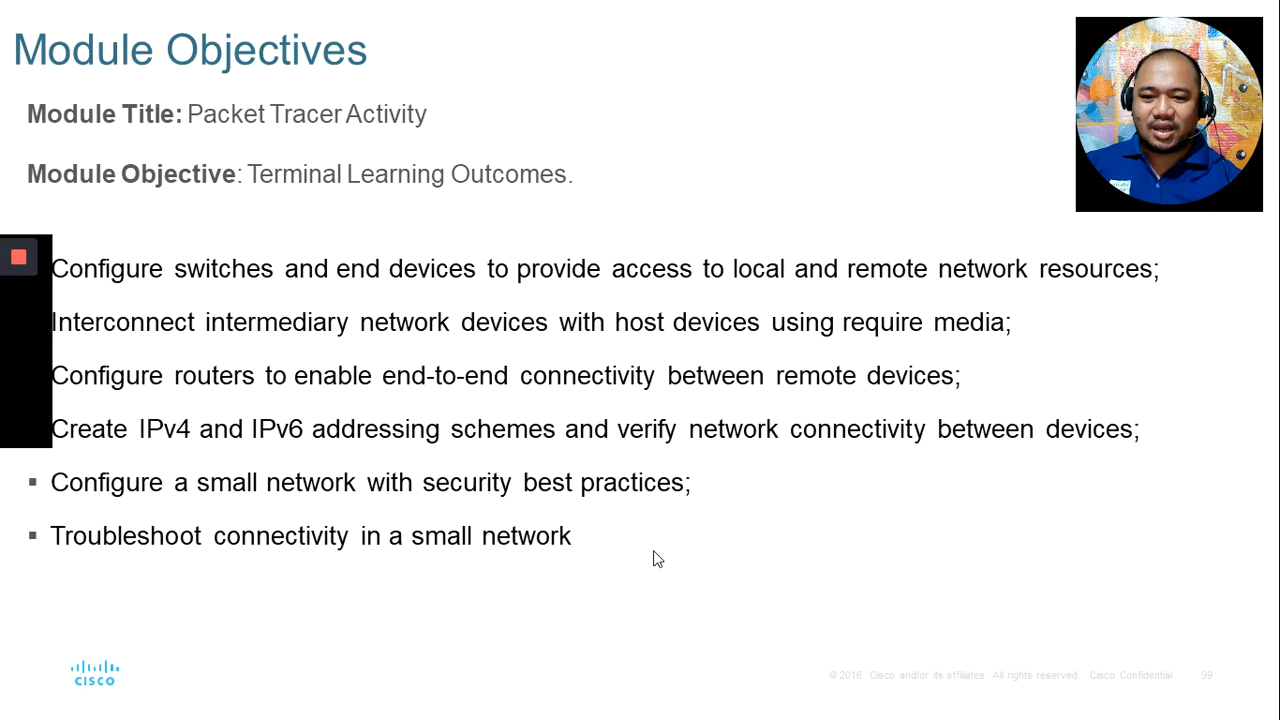 Module Objectives
Module Title: Packet Tracer Activity
Module Objective: Terminal Learning Outcomes.
Configure switches and end devices to provide access to local and remote network resources;
Interconnect intermediary network devices with host devices using require media;
Configure routers to enable end-to-end connectivity between remote devices;
Create IPv4 and IPv6 addressing schemes and verify network connectivity between devices;
▪ Configure a small network with security best practices;
▪ Troubleshoot connectivity in a small network
CISCO
© 2016 Cisco and/or its affiliates. All rights reserved. Cisco Confidential 99